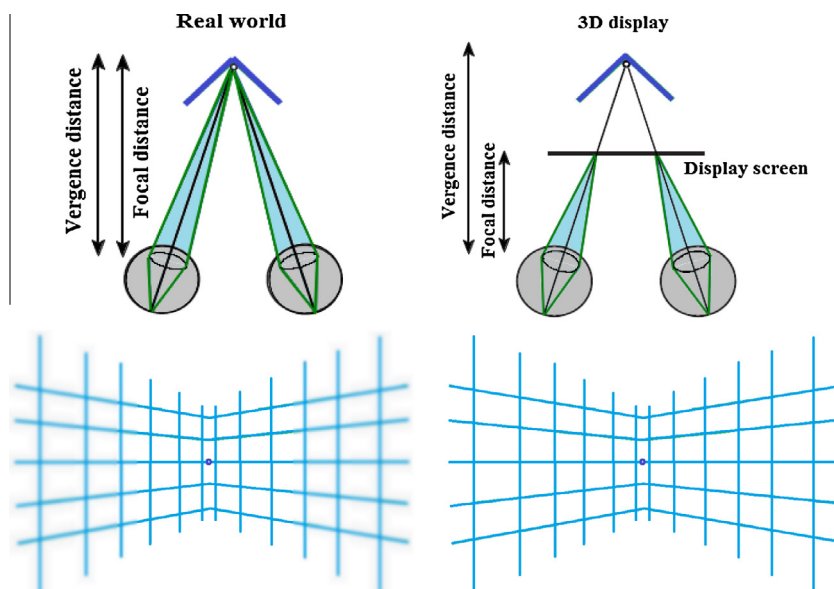 Real world
Vergence distance
Focal distance
3D display
Vergence distance
Focal distance
Display screen